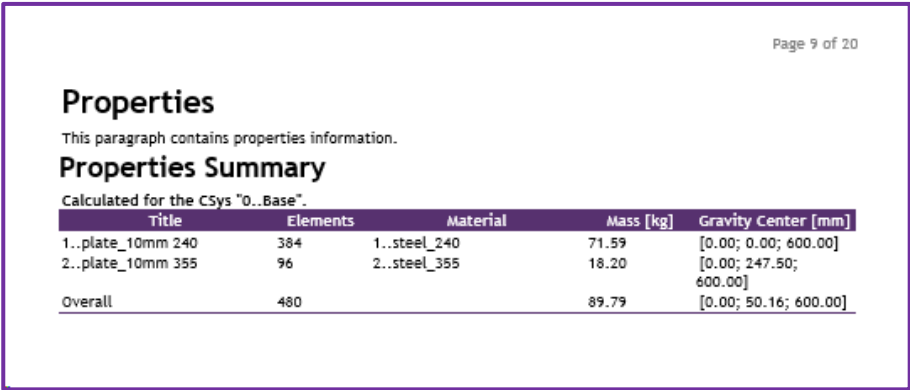 Page 9 of 20
Properties
This paragraph contains properties information.
Properties Summary
Calculated for the CSys "0..Base".
Title Elements Material Mass [kg] Gravity Center [mm]
1..plate_10mm 240 384 1..steel_240 71.59 [0.00; 0.00; 600.00]
2..plate_10mm 355 96 2..steel_355 18.20 [0.00; 247.50;
600.00]
Overall 480 89.79 [0.00; 50.16; 600.00]